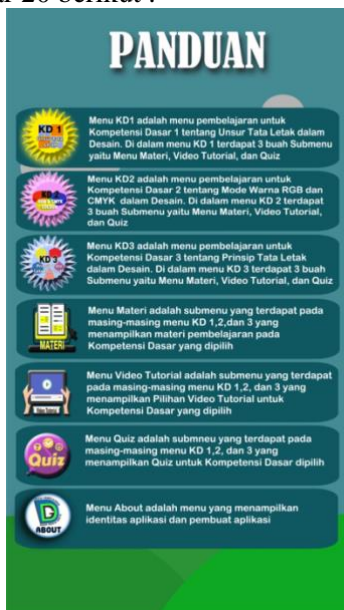 PANDUAN
KD 1
Menu KD1 adalah menu pembelajaran untuk
Kompetensi Dasar 1 tentang Unsur Tata Letak dalam
Desain. Di dalam menu KD 1 terdapat 3 buah Submenu
yaitu Menu Materi, Video Tutorial, dan Quiz
Menu KD2 adalah menu pembelajaran untuk
Kompetensi Dasar 2 tentang Mode Warna RGB dan
CMYK dalam Desain. Di dalam menu KD 2 terdapat
3 buah Submenu yaitu Menu Materi, Video Tutorial,
dan Quiz
KD 3
Menu KD3 adalah menu pembelajaran untuk
Kompetensi Dasar 3 tentang Prinsip Tata Letak
dalam Desain. Di dalam menu KD 3 terdapat 3 buah
Submenu yaitu Menu Materi, Video Tutorial, dan Quiz
MATERI
Menu Materi adalah submenu yang terdapat pada
masing-masing menu KD 1,2,dan 3 yang
menampilkan materi pembelajaran pada
Kompetensi Dasar yang dipilih
Video Tutorial
Menu Video Tutorial adalah submenu yang terdapat
pada masing-masing menu KD 1,2, dan 3 yang
menampilkan Pilihan Video Tutorial untuk
Kompetensi Dasar yang dipilih
Quiz
Menu Quiz adalah submneu yang terdapat pada
masing-masing menu KD 1,2, dan 3 yang
menampilkan Quiz untuk Kompetensi Dasar dipilih
ABOUT
Menu About adalah menu yang menampilkan
identitas aplikasi dan pembuat aplikasi